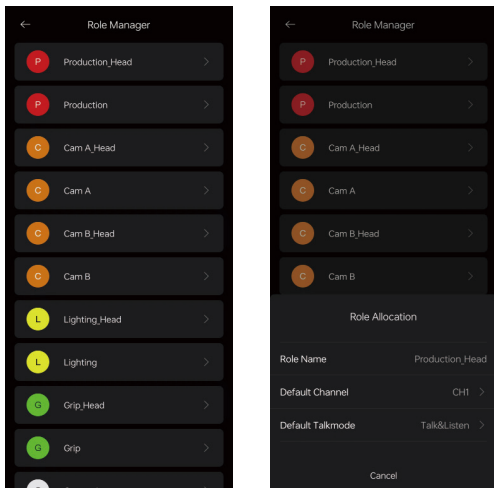 Role Manager
P Production_Head
P Production
C Cam A_Head
C Cam A
C Cam B_Head
C Cam B
L Lighting_Head
L Lighting
G Grip_Head
G Grip
Role Manager
P Production_Head
P Production
C Cam A_Head
C Cam A
C Cam B_Head
C Cam B
Role Allocation
Role Name Production_Head
Default Channel CH1
Default Talkmode Talk&Listen
Cancel